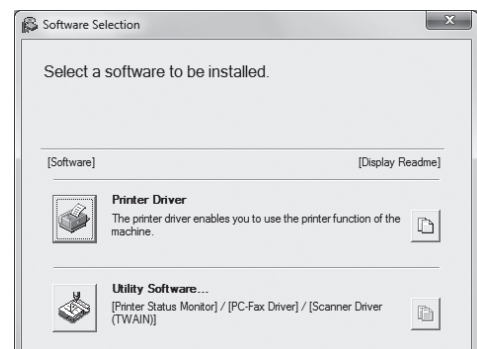 Software Selection
Select a software to be installed.
[Software] [Display Readme]
Printer Driver
The printer driver enables you to use the printer function of the
machine.
Utility Software...
[Printer Status Monitor] / [PC-Fax Driver] / [Scanner Driver
(TWAIN)]